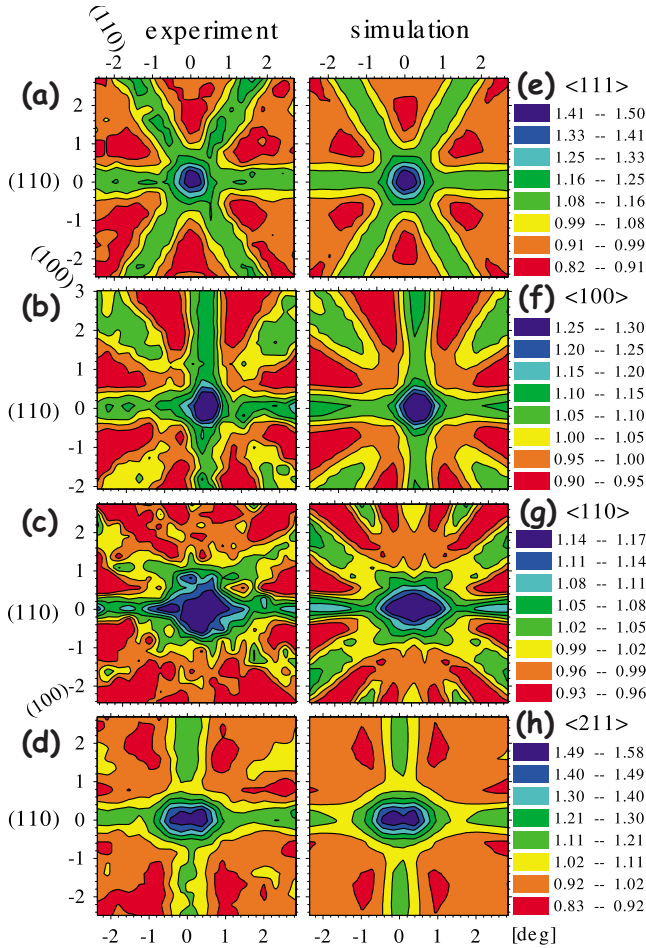 experiment simulation
(110)
-2 -1 0 1 2 -2 -1 0 1 2
(a) (e) <111>
2
1
(110) 0
-1
-2
1.41 -- 1.50
1.33 -- 1.41
1.25 -- 1.33
1.16 -- 1.25
1.08 -- 1.16
0.99 -- 1.08
0.91 -- 0.99
0.82 -- 0.91
(100)
(b) (f) <100>
3
2
1
(110) 0
-1
-2
1.25 -- 1.30
1.20 -- 1.25
1.15 -- 1.20
1.10 -- 1.15
1.05 -- 1.10
1.00 -- 1.05
0.95 -- 1.00
0.90 -- 0.95
(c) (g) <110>
2
1
(110) 0
-1
-2
1.14 -- 1.17
1.11 -- 1.14
1.08 -- 1.11
1.05 -- 1.08
1.02 -- 1.05
0.99 -- 1.02
0.96 -- 0.99
0.93 -- 0.96
(100)
(d) (h) <211>
2
1
(110) 0
-1
-2
1.49 -- 1.58
1.40 -- 1.49
1.30 -- 1.40
1.21 -- 1.30
1.11 -- 1.21
1.02 -- 1.11
0.92 -- 1.02
0.83 -- 0.92
-2 -1 0 1 2 -2 -1 0 1 2 [deg]